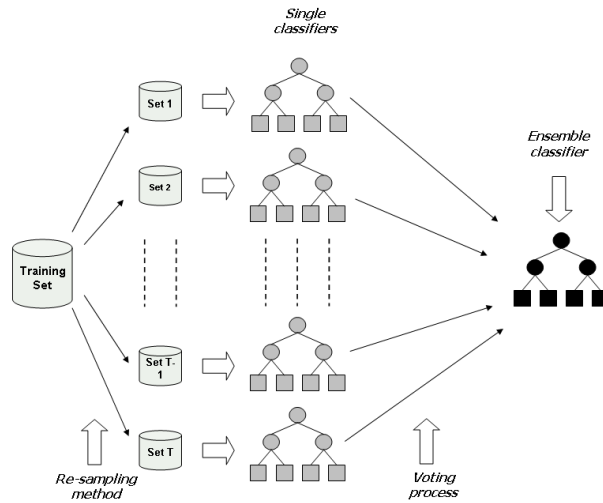 Single
classifiers
Set 1
Ensemble
classifier
Set 2
Training
Set
Set T-
1
Set T
Re-sampling
method
Voting
process